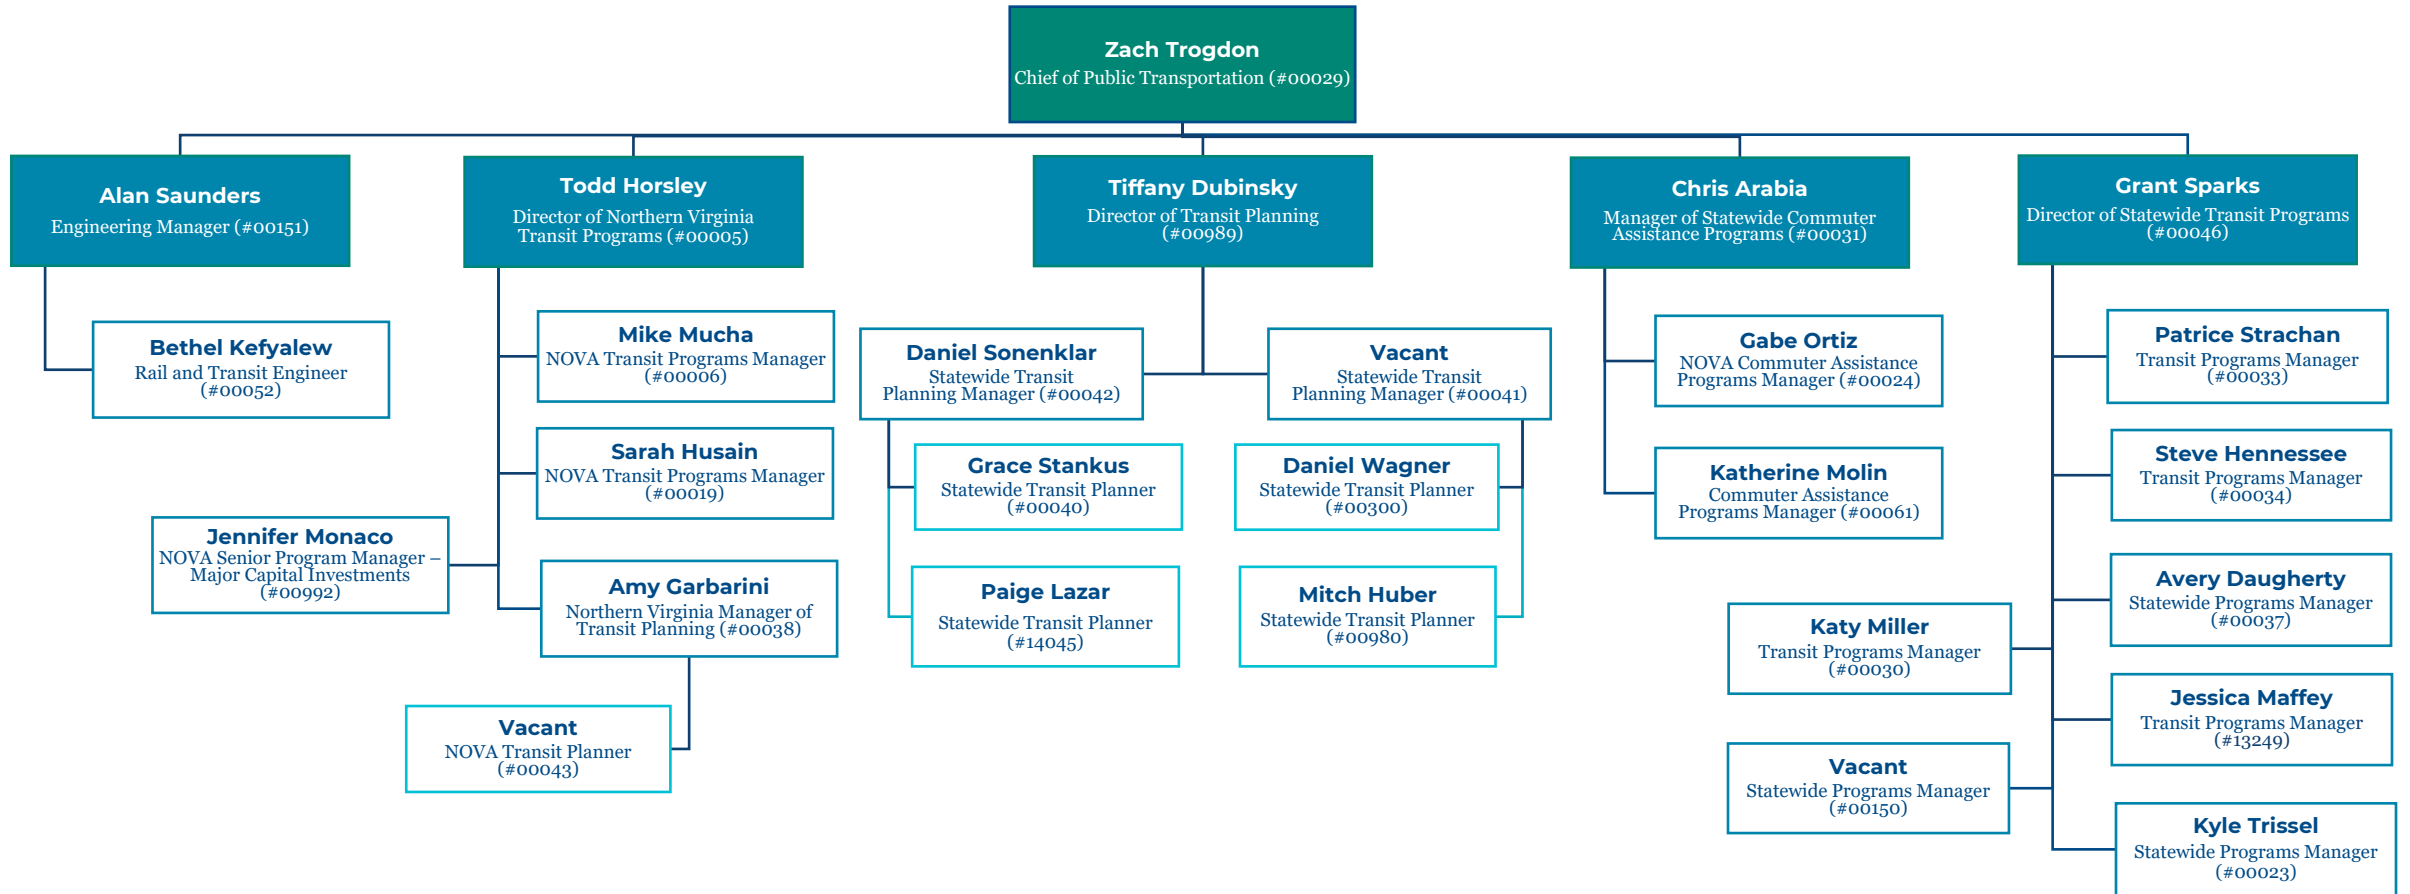 Zach Trogdon
Chief of Public Transportation (#00029)
Alan Saunders
Engineering Manager (#00151)
Todd Horsley
Director of Northern Virginia
Transit Programs (#00005)
Tiffany Dubinsky
Director of Transit Planning
(#00989)
Chris Arabia
Manager of Statewide Commuter
Assistance Programs (#00031)
Grant Sparks
Director of Statewide Transit Programs
(#00046)
Bethel Kefyalew
Rail and Transit Engineer
(#00052)
Mike Mucha
NOVA Transit Programs Manager
(#00006)
Sarah Husain
NOVA Transit Programs Manager
(#00019)
Jennifer Monaco
NOVA Senior Program Manager –
Major Capital Investments
(#00992)
Amy Garbarini
Northern Virginia Manager of
Transit Planning (#00038)
Vacant
NOVA Transit Planner
(#00043)
Daniel Sonenklar
Statewide Transit
Planning Manager (#00042)
Vacant
Statewide Transit
Planning Manager (#00041)
Grace Stankus
Statewide Transit Planner
(#00040)
Daniel Wagner
Statewide Transit Planner
(#00300)
Paige Lazar
Statewide Transit Planner
(#14045)
Mitch Huber
Statewide Transit Planner
(#00980)
Gabe Ortiz
NOVA Commuter Assistance
Programs Manager (#00024)
Katherine Molin
Commuter Assistance
Programs Manager (#00061)
Patrice Strachan
Transit Programs Manager
(#00033)
Steve Hennessee
Transit Programs Manager
(#00034)
Avery Daugherty
Statewide Programs Manager
(#00037)
Katy Miller
Transit Programs Manager
(#00030)
Jessica Maffey
Transit Programs Manager
(#13249)
Vacant
Statewide Programs Manager
(#00150)
Kyle Trissel
Statewide Programs Manager
(#00023)